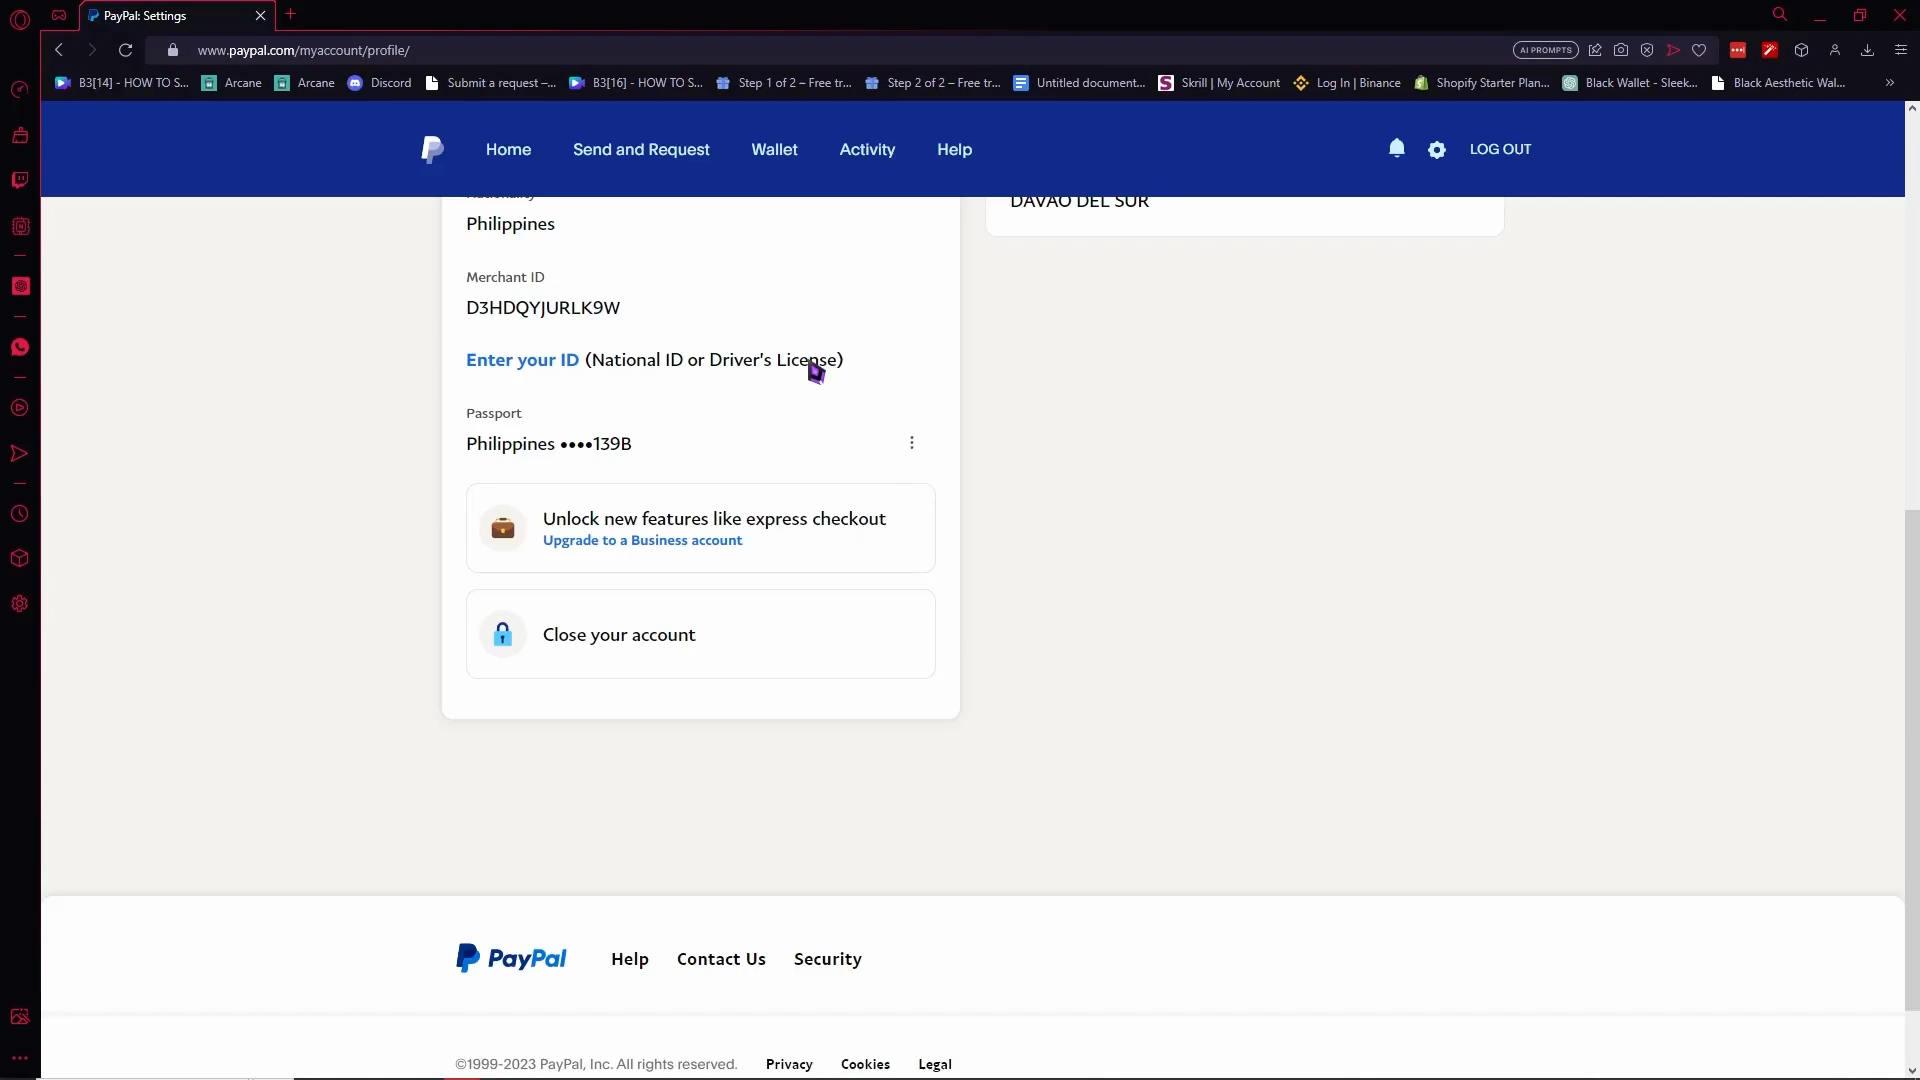 PayPal: Settings
www.paypal.com/myaccount/profile/
AI PROMPTS
B3[14] - HOW TO S...
Arcane
Arcane
Discord
Submit a request –...
B3[16] - HOW TO S...
Step 1 of 2 – Free tr...
Step 2 of 2 – Free tr...
Untitled document...
Skrill | My Account
Log In | Binance
Shopify Starter Plan...
Black Wallet - Sleek...
Black Aesthetic Wal...
Home
Send and Request
Wallet
Activity
Help
LOG OUT
Nationality
Philippines
DAVAO DEL SUR
Merchant ID
D3HDQYJURLK9W
Enter your ID (National ID or Driver's License)
Passport
Philippines ••••139B
Unlock new features like express checkout
Upgrade to a Business account
Close your account
PayPal
Help
Contact Us
Security
©1999-2023 PayPal, Inc. All rights reserved.
Privacy
Cookies
Legal